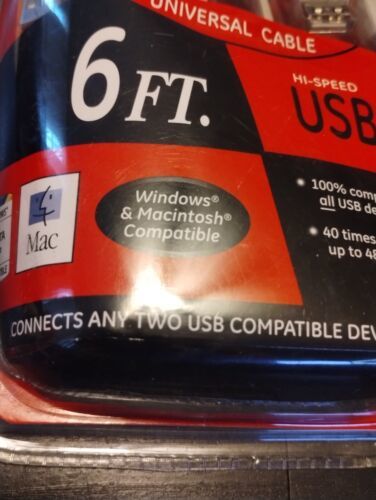 UNIVERSAL CABLE
6 FT.
HI-SPEED
USB
Windows®
& Macintosh®
Compatible
Mac
• 100% comp
all USB de
• 40 times
up to 48
CONNECTS ANY TWO USB COMPATIBLE DEV